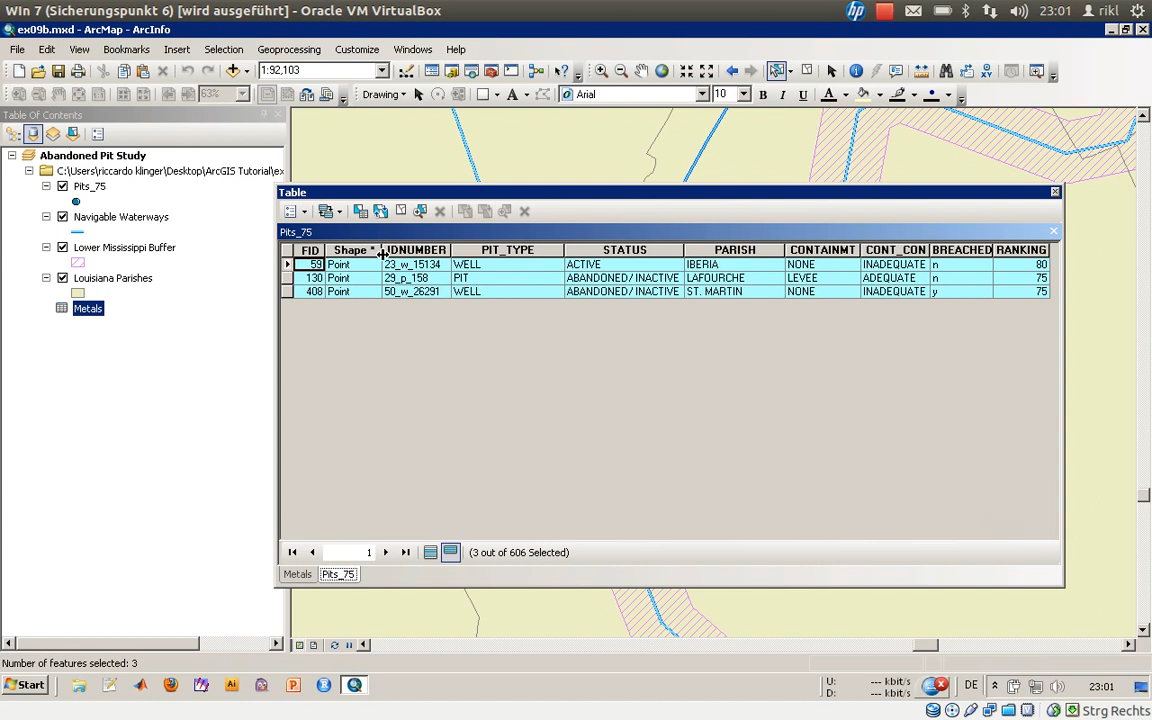 Win 7 (Sicherungspunkt 6) [wird ausgeführt] - Oracle VM VirtualBox
23:01 rikl
ex09b.mxd - ArcMap - ArcInfo
File Edit View Bookmarks Insert Selection Geoprocessing Customize Windows Help
1:92,103
63% Drawing Arial 10 B I U A
Table Of Contents
Abandoned Pit Study
C:\Users\riccardo klinger\Desktop\ArcGIS Tutorial\ex
Pits_75
Navigable Waterways
Lower Mississippi Buffer
Louisiana Parishes
Metals
Table
Pits_75
FID Shape * IDNUMBER PIT_TYPE STATUS PARISH CONTAINMT CONT_CON BREACHED RANKING
59 Point 23_w_15134 WELL ACTIVE IBERIA NONE INADEQUATE n 80
130 Point 29_p_158 PIT ABANDONED/INACTIVE LAFOURCHE LEVEE ADEQUATE n 75
408 Point 50_w_26291 WELL ABANDONED/INACTIVE ST. MARTIN NONE INADEQUATE y 75
1 (3 out of 606 Selected)
Metals Pits_75
Number of features selected: 3
Start
U: --- kbit/s
D: --- kbit/s
DE 23:01
Strg Rechts